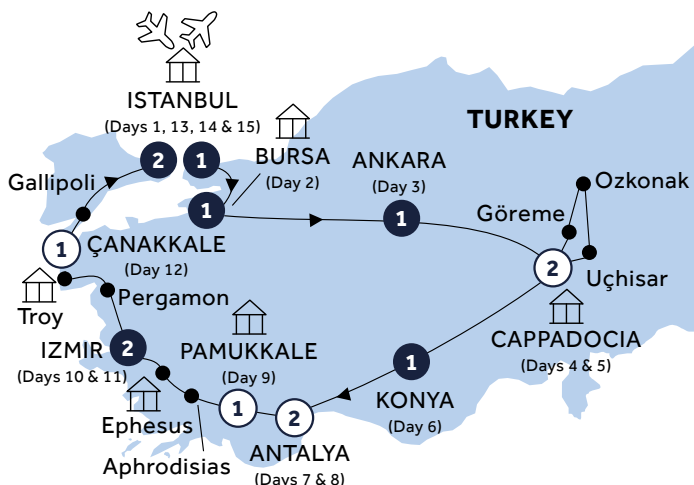 ISTANBUL
(Days 1, 13, 14 & 15)
TURKEY
2
1
BURSA
(Day 2)
1
ANKARA
(Day 3)
1
Gallipoli
Ozkonak
Göreme
Uçhisar
1
ÇANAKKALE
(Day 12)
2
CAPPADOCIA
(Days 4 & 5)
Troy
Pergamon
IZMIR
(Days 10 & 11)
2
PAMUKKALE
(Day 9)
1
1
KONYA
(Day 6)
2
ANTALYA
(Days 7 & 8)
Ephesus
Aphrodisias